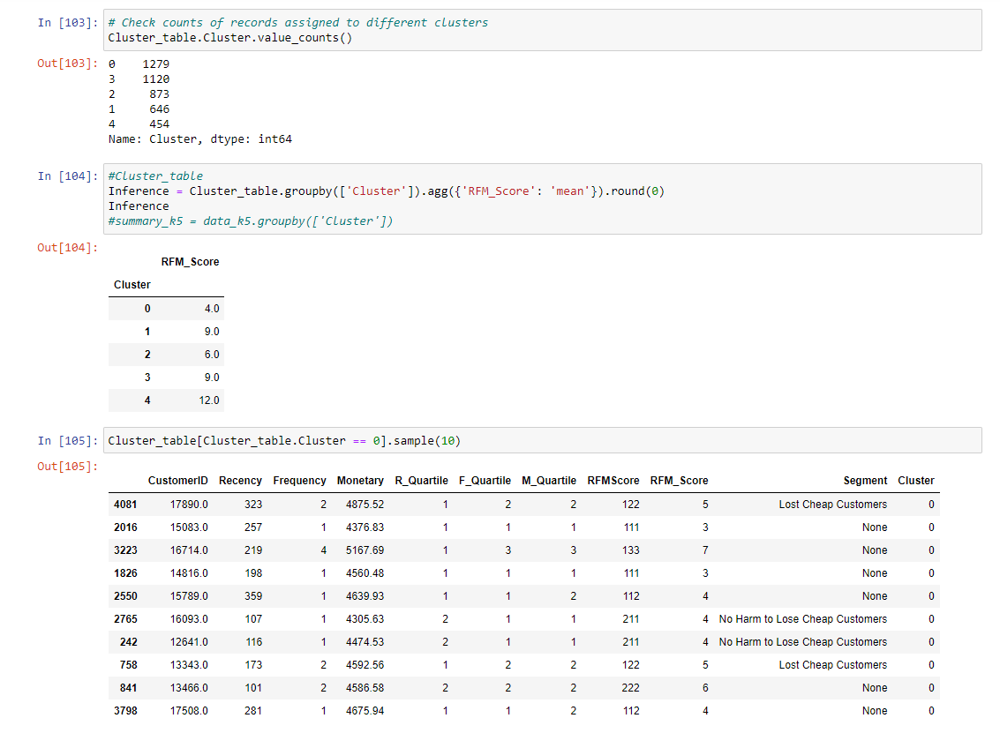 In [103]: # Check counts of records assigned to different clusters
Cluster_table.Cluster.value_counts()
Out[103]: 0    1279
3    1120
2     873
1     646
4     454
Name: Cluster, dtype: int64
In [104]: #Cluster_table
Inference = Cluster_table.groupby(['Cluster']).agg({'RFM_Score': 'mean'}).round(0)
Inference
#summary_k5 = data_k5.groupby(['Cluster'])
Out[104]:
RFM_Score
Cluster
0 4.0
1 9.0
2 6.0
3 9.0
4 12.0
In [105]: Cluster_table[Cluster_table.Cluster == 0].sample(10)
Out[105]:
CustomerID Recency Frequency Monetary R_Quartile F_Quartile M_Quartile RFMScore RFM_Score Segment Cluster
4081 17890.0 323 2 4875.52 1 2 2 122 5 Lost Cheap Customers 0
2016 15083.0 257 1 4376.83 1 1 1 111 3 None 0
3223 16714.0 219 4 5167.69 1 3 3 133 7 None 0
1826 14816.0 198 1 4560.48 1 1 1 111 3 None 0
2550 15789.0 359 1 4639.93 1 1 2 112 4 None 0
2765 16093.0 107 1 4305.63 2 1 1 211 4 No Harm to Lose Cheap Customers 0
242 12641.0 116 1 4474.53 2 1 1 211 4 No Harm to Lose Cheap Customers 0
758 13343.0 173 2 4592.56 1 2 2 122 5 Lost Cheap Customers 0
841 13466.0 101 2 4586.58 2 2 2 222 6 None 0
3798 17508.0 281 1 4675.94 1 1 2 112 4 None 0